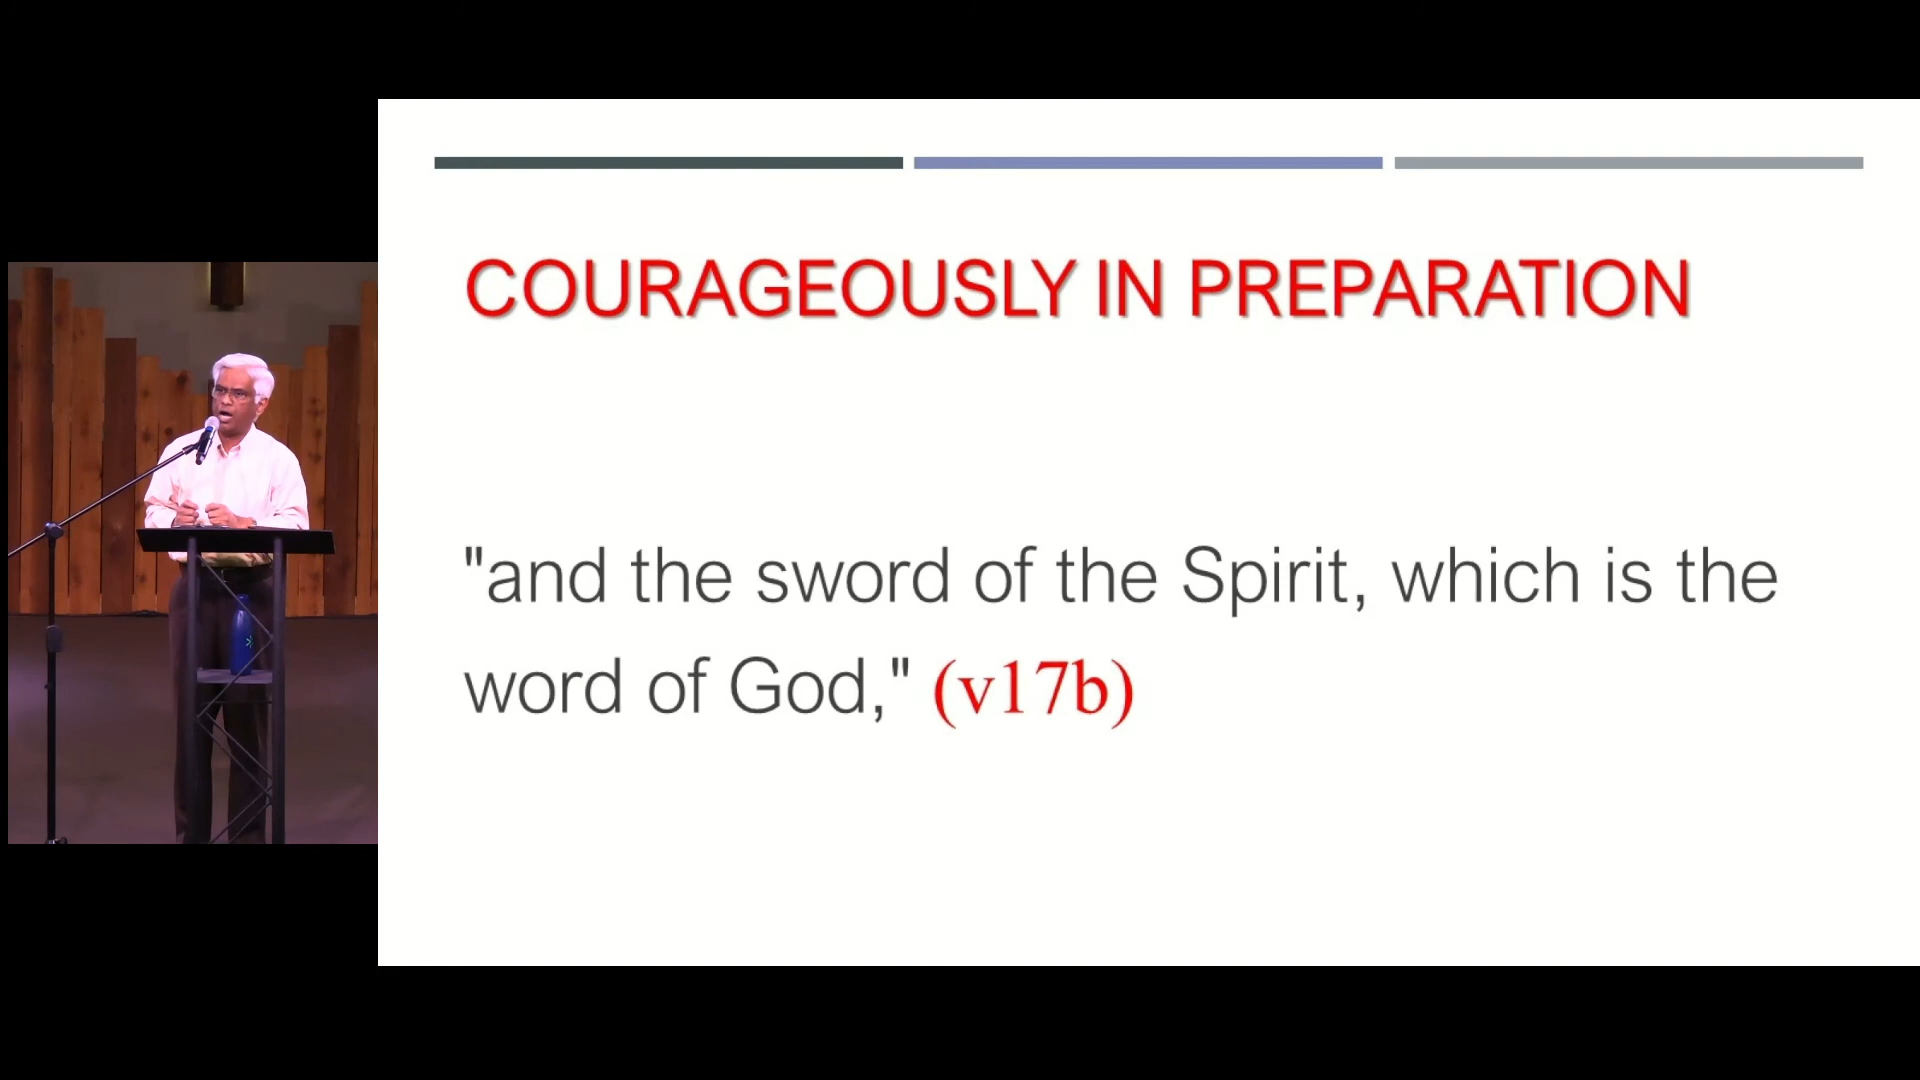 COURAGEOUSLY IN PREPARATION
"and the sword of the Spirit, which is the
word of God," (v17b)